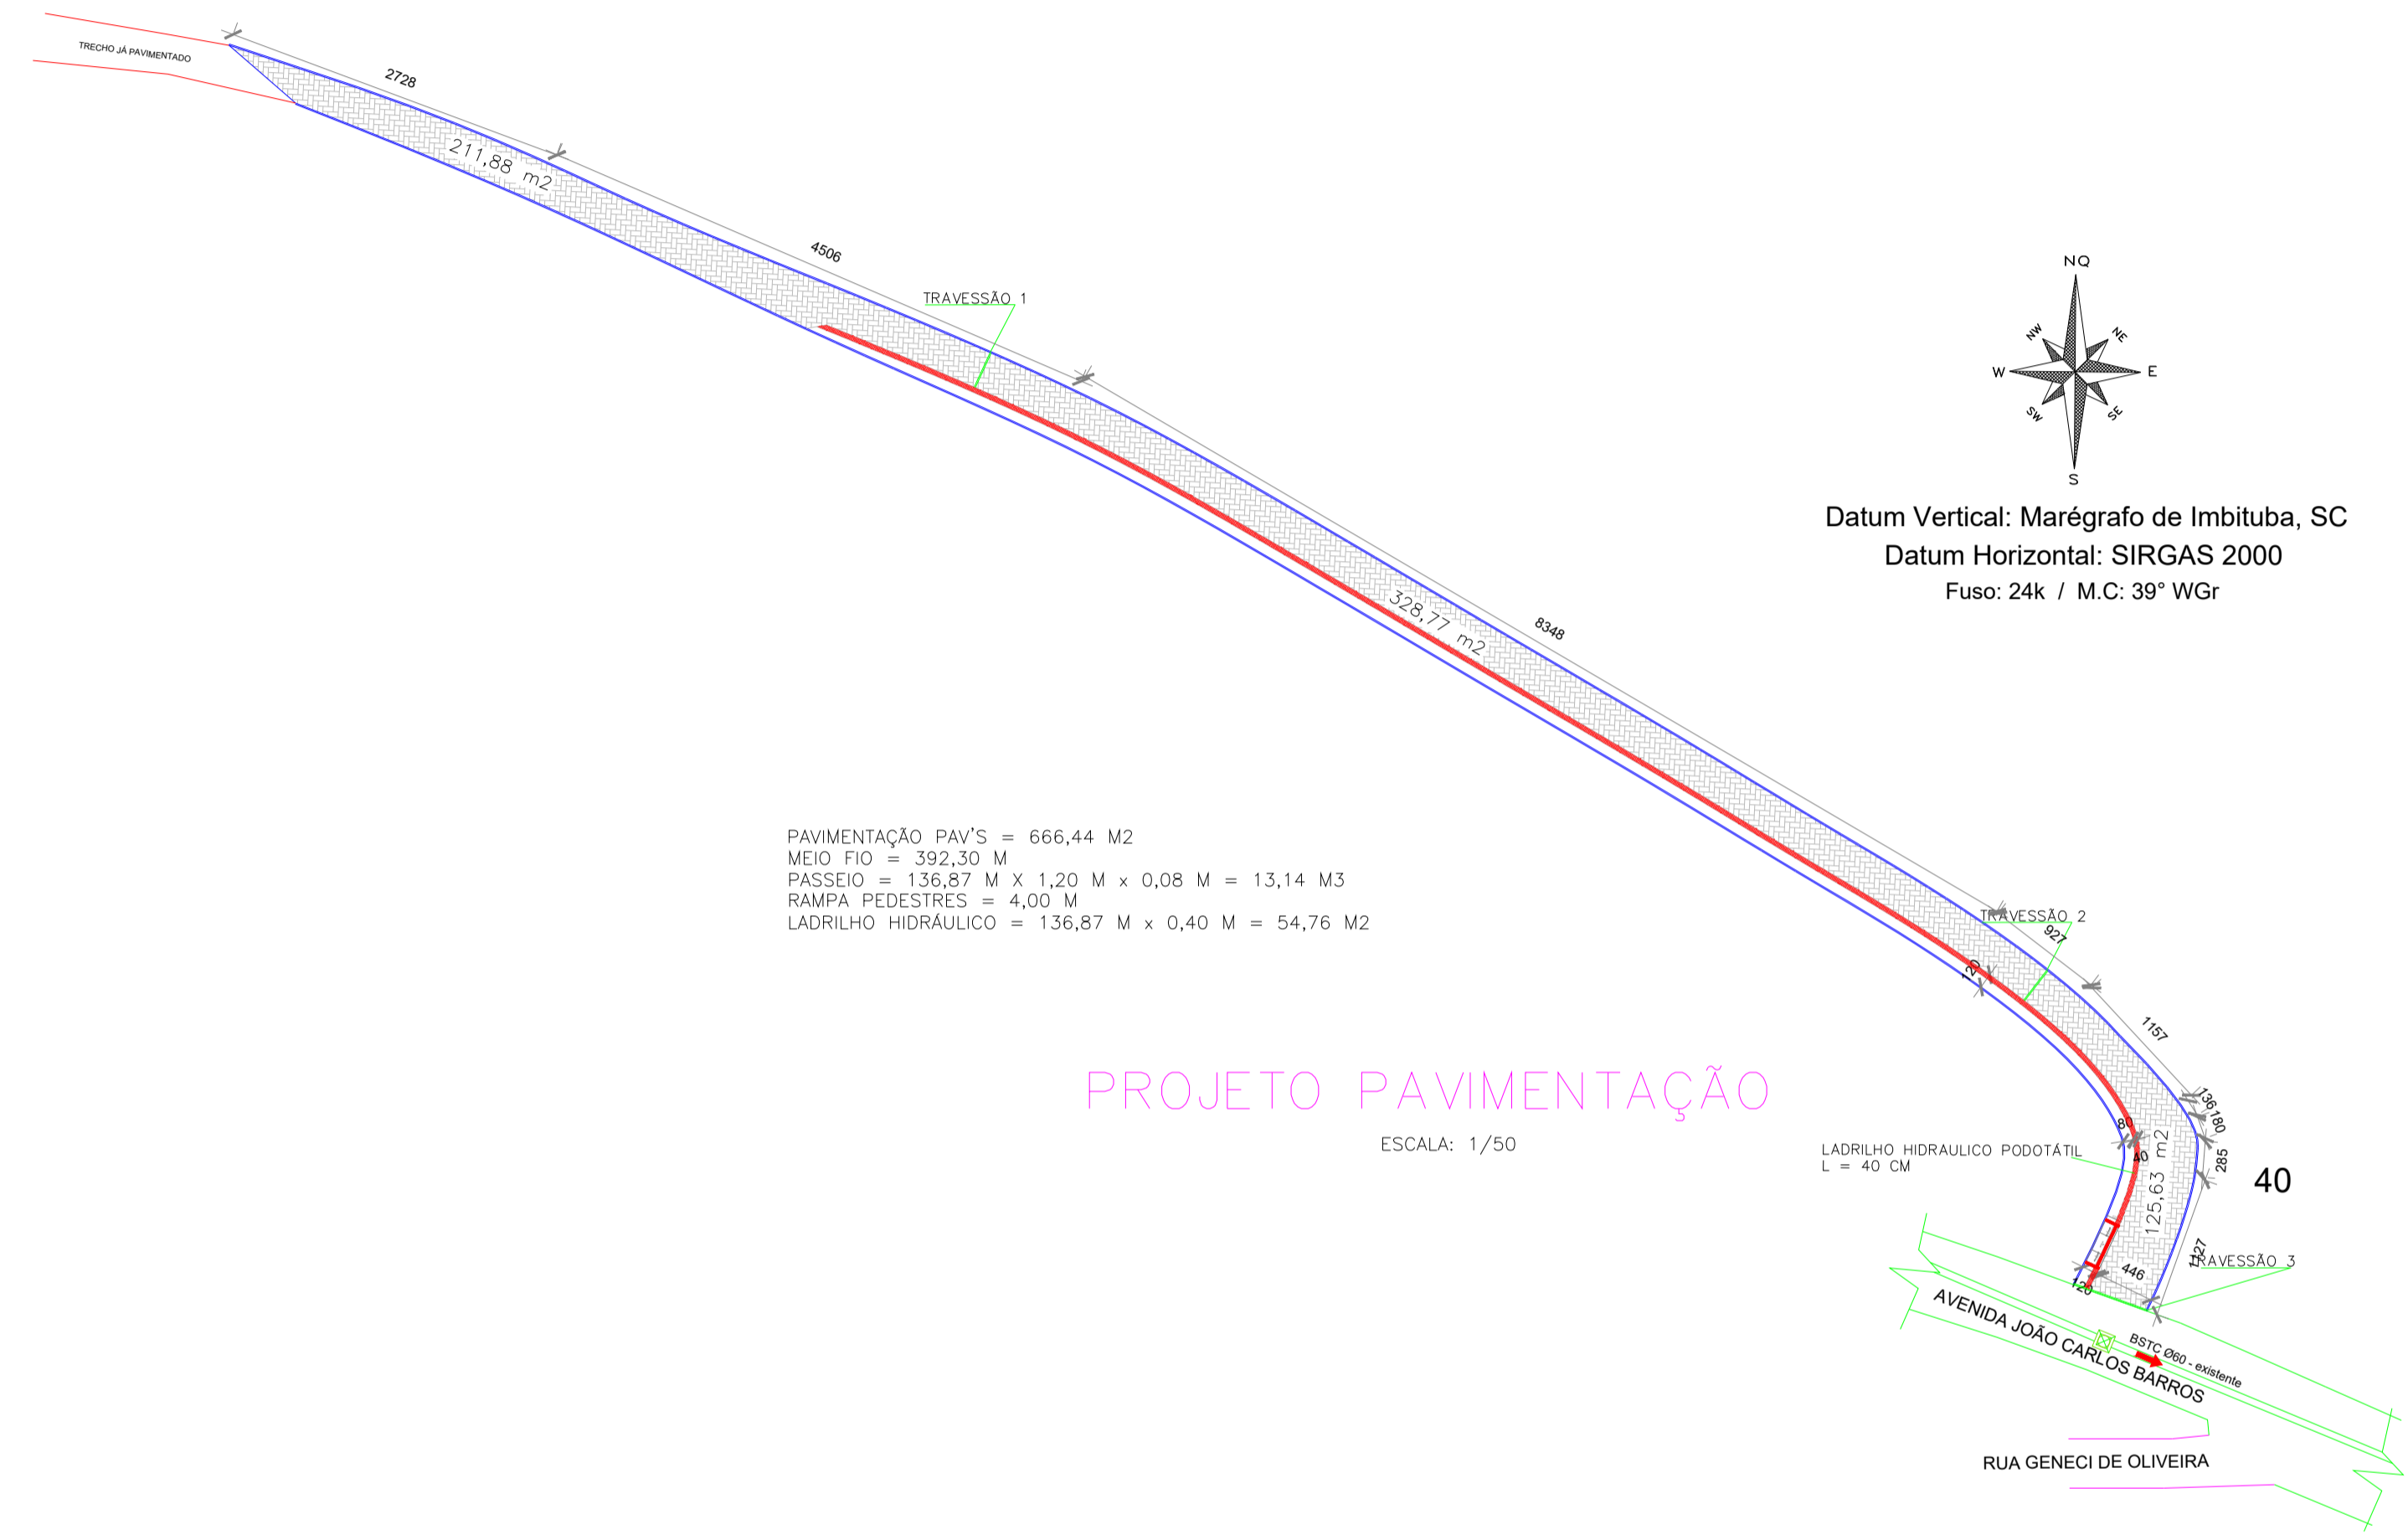 TRECHO JÁ PAVIMENTADO
2728
211,88 m2
4506
TRAVESSÃO 1
NQ
NW
NE
W
E
SW
SE
S
Datum Vertical: Marégrafo de Imbituba, SC
Datum Horizontal: SIRGAS 2000
Fuso: 24k / M.C: 39° WGr
328,77 m2
8348
PAVIMENTAÇÃO PAV'S = 666,44 M2
MEIO FIO = 392,30 M
PASSEIO = 136,87 M X 1,20 M x 0,08 M = 13,14 M3
RAMPA PEDESTRES = 4,00 M
LADRILHO HIDRÁULICO = 136,87 M x 0,40 M = 54,76 M2
TRAVESSÃO 2
927
120
1157
PROJETO PAVIMENTAÇÃO
ESCALA: 1/50
136
180
80
40
285
LADRILHO HIDRAULICO PODOTÁTIL
L = 40 CM
125,63 m2
40
1127
TRAVESSÃO 3
446
120
AVENIDA JOÃO CARLOS BARROS
BSTC Ø60 - existente
RUA GENECI DE OLIVEIRA